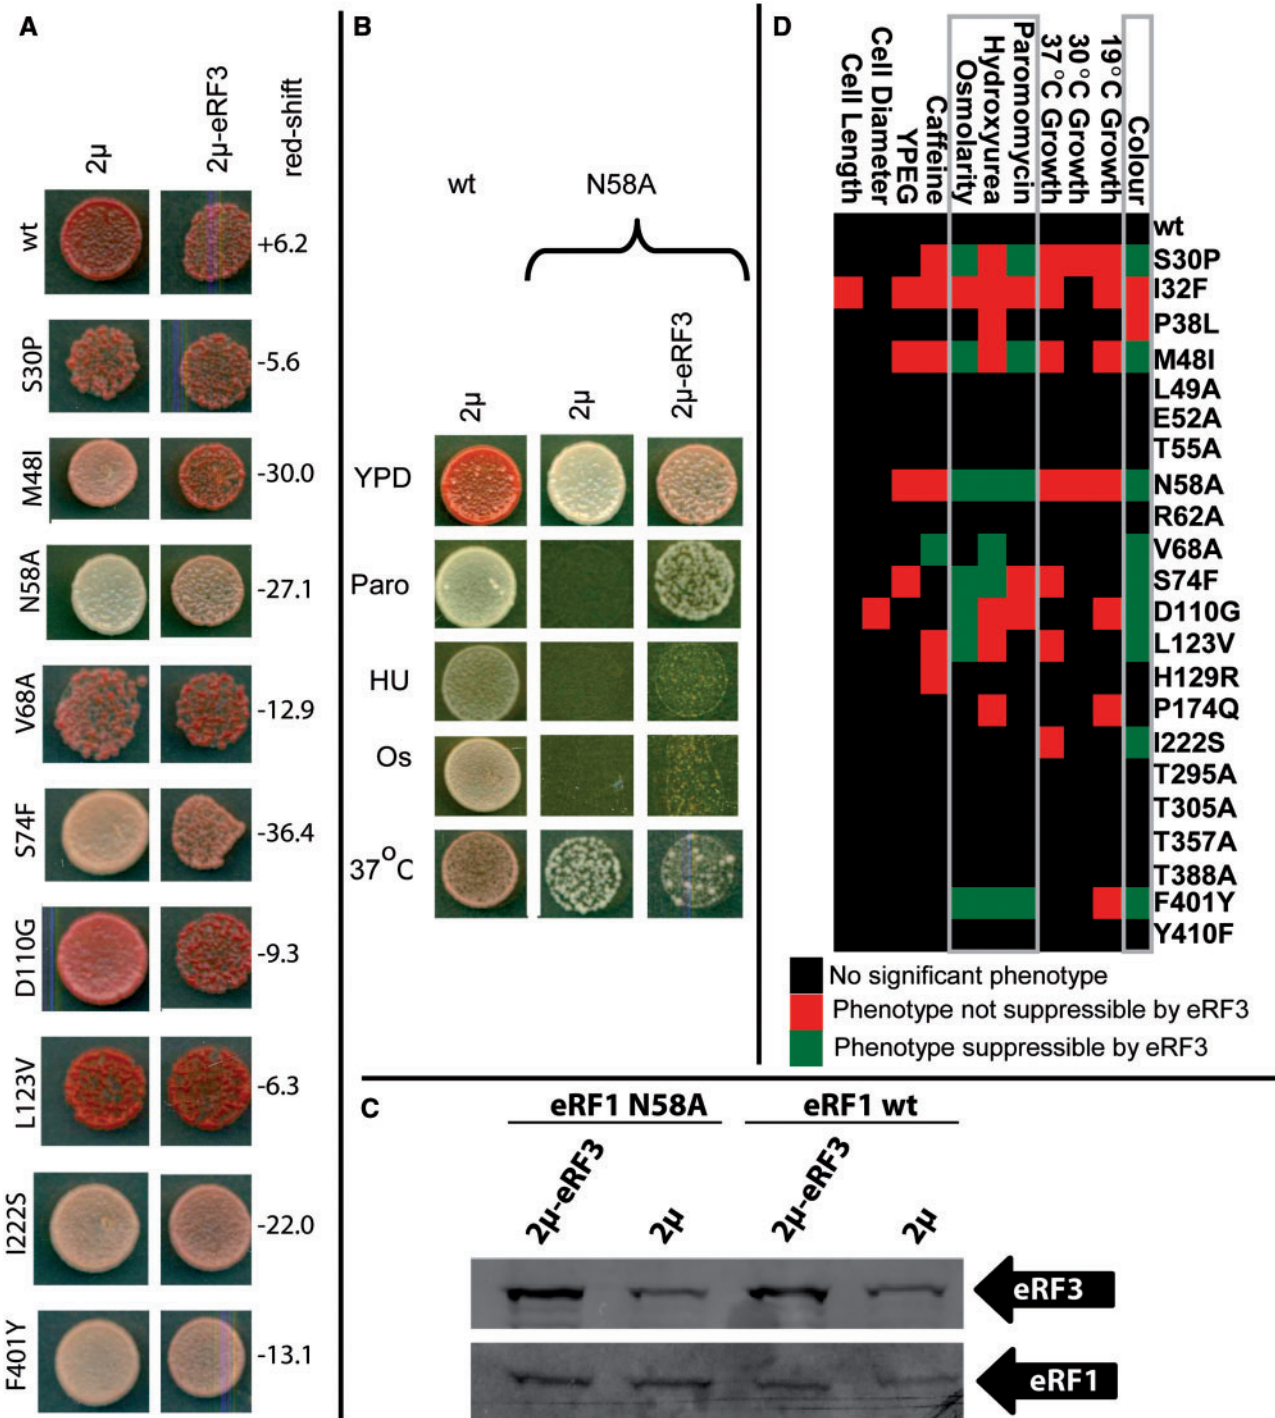 A
2µ
2µ-eRF3
red-shift
wt
+6.2
S30P
-5.6
M48I
-30.0
N58A
-27.1
V68A
-12.9
S74F
-36.4
D110G
-9.3
L123V
-6.3
I222S
-22.0
F401Y
-13.1
B
wt
N58A
2µ
2µ
2µ-eRF3
YPD
Paro
HU
Os
37°C
D
Cell Length
Cell Diameter
YPEG
Caffeine
Osmolarity
Hydroxyurea
Paromomycin
37°C Growth
30°C Growth
19°C Growth
Colour
wt
S30P
I32F
P38L
M48I
L49A
E52A
T55A
N58A
R62A
V68A
S74F
D110G
L123V
H129R
P174Q
I222S
T295A
T305A
T357A
T388A
F401Y
Y410F
No significant phenotype
Phenotype not suppressible by eRF3
Phenotype suppressible by eRF3
C
eRF1 N58A
eRF1 wt
2µ-eRF3
2µ
2µ-eRF3
2µ
eRF3
eRF1